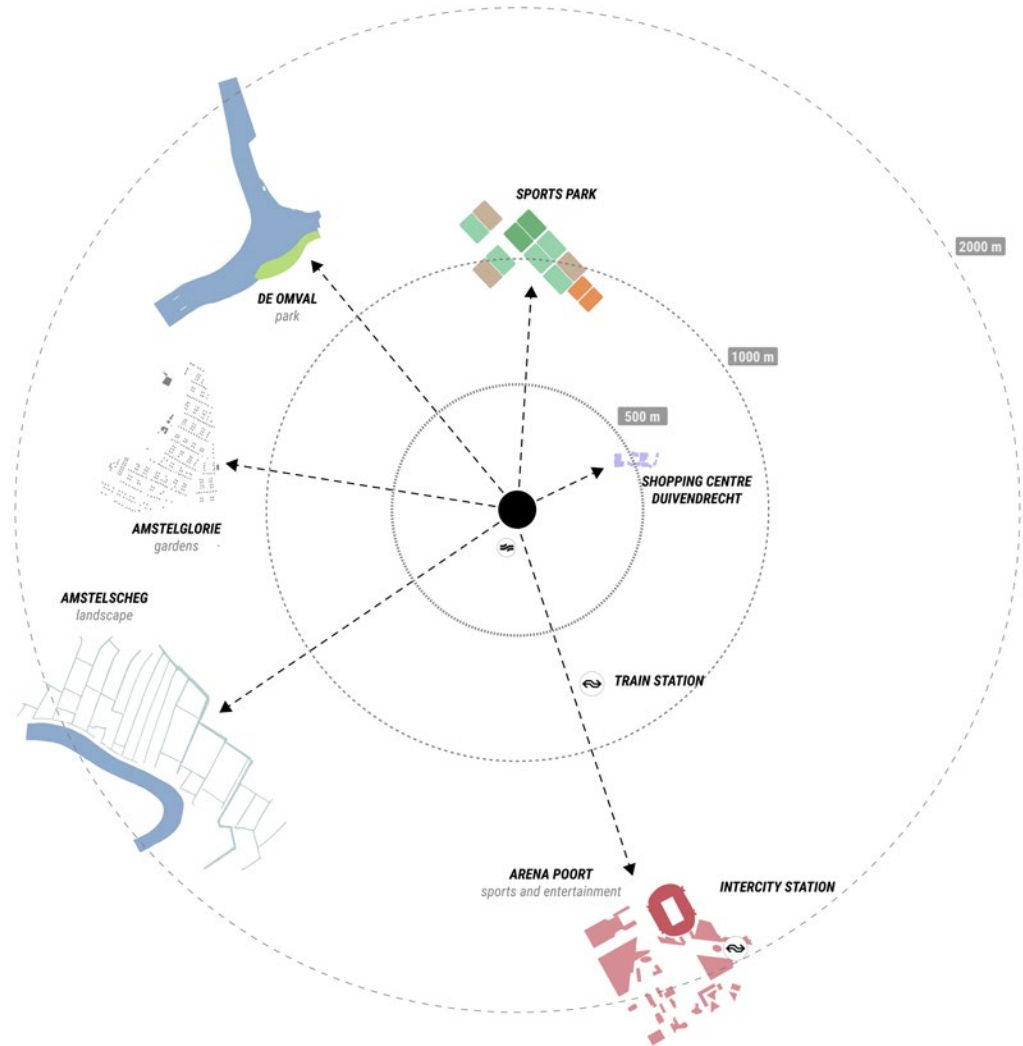 SPORTS PARK
2000 m
DE OMVAL
park
1000 m
500 m
SHOPPING CENTRE
DUIVENDRECHT
AMSTELGLORIE
gardens
AMSTELSCHEG
landscape
TRAIN STATION
ARENA POORT
sports and entertainment
INTERCITY STATION